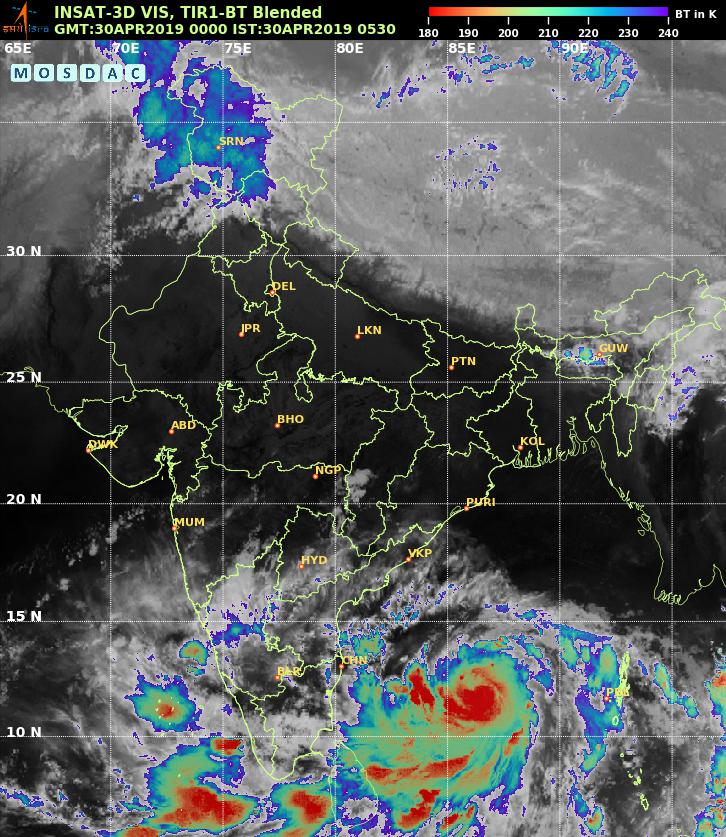 INSAT-3D VIS, TIR1-BT Blended
GMT:30APR2019 0000 IST:30APR2019 0530
BT in K
180 190 200 210 220 230 240
65E 70E 75E 80E 85E 90E
MOSDAC
SRN
30 N
DEL
JPR
LKN
GUW
PTN
25 N
ABD
BHO
DWK
KOL
NGP
20 N
PURI
MUM
VKP
HYD
15 N
CHN
BLR
PBL
10 N